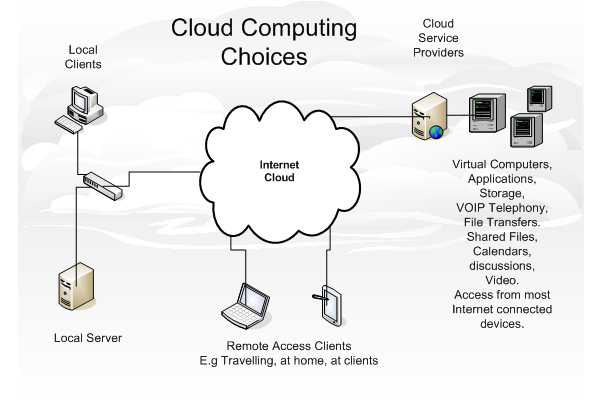 Cloud Computing
Choices
Local
Clients
Cloud
Service
Providers
Internet
Cloud
Virtual Computers,
Applications,
Storage,
VOIP Telephony,
File Transfers.
Shared Files,
Calendars,
discussions,
Video.
Access from most
Internet connected
devices.
Local Server
Remote Access Clients
E.g Travelling, at home, at clients